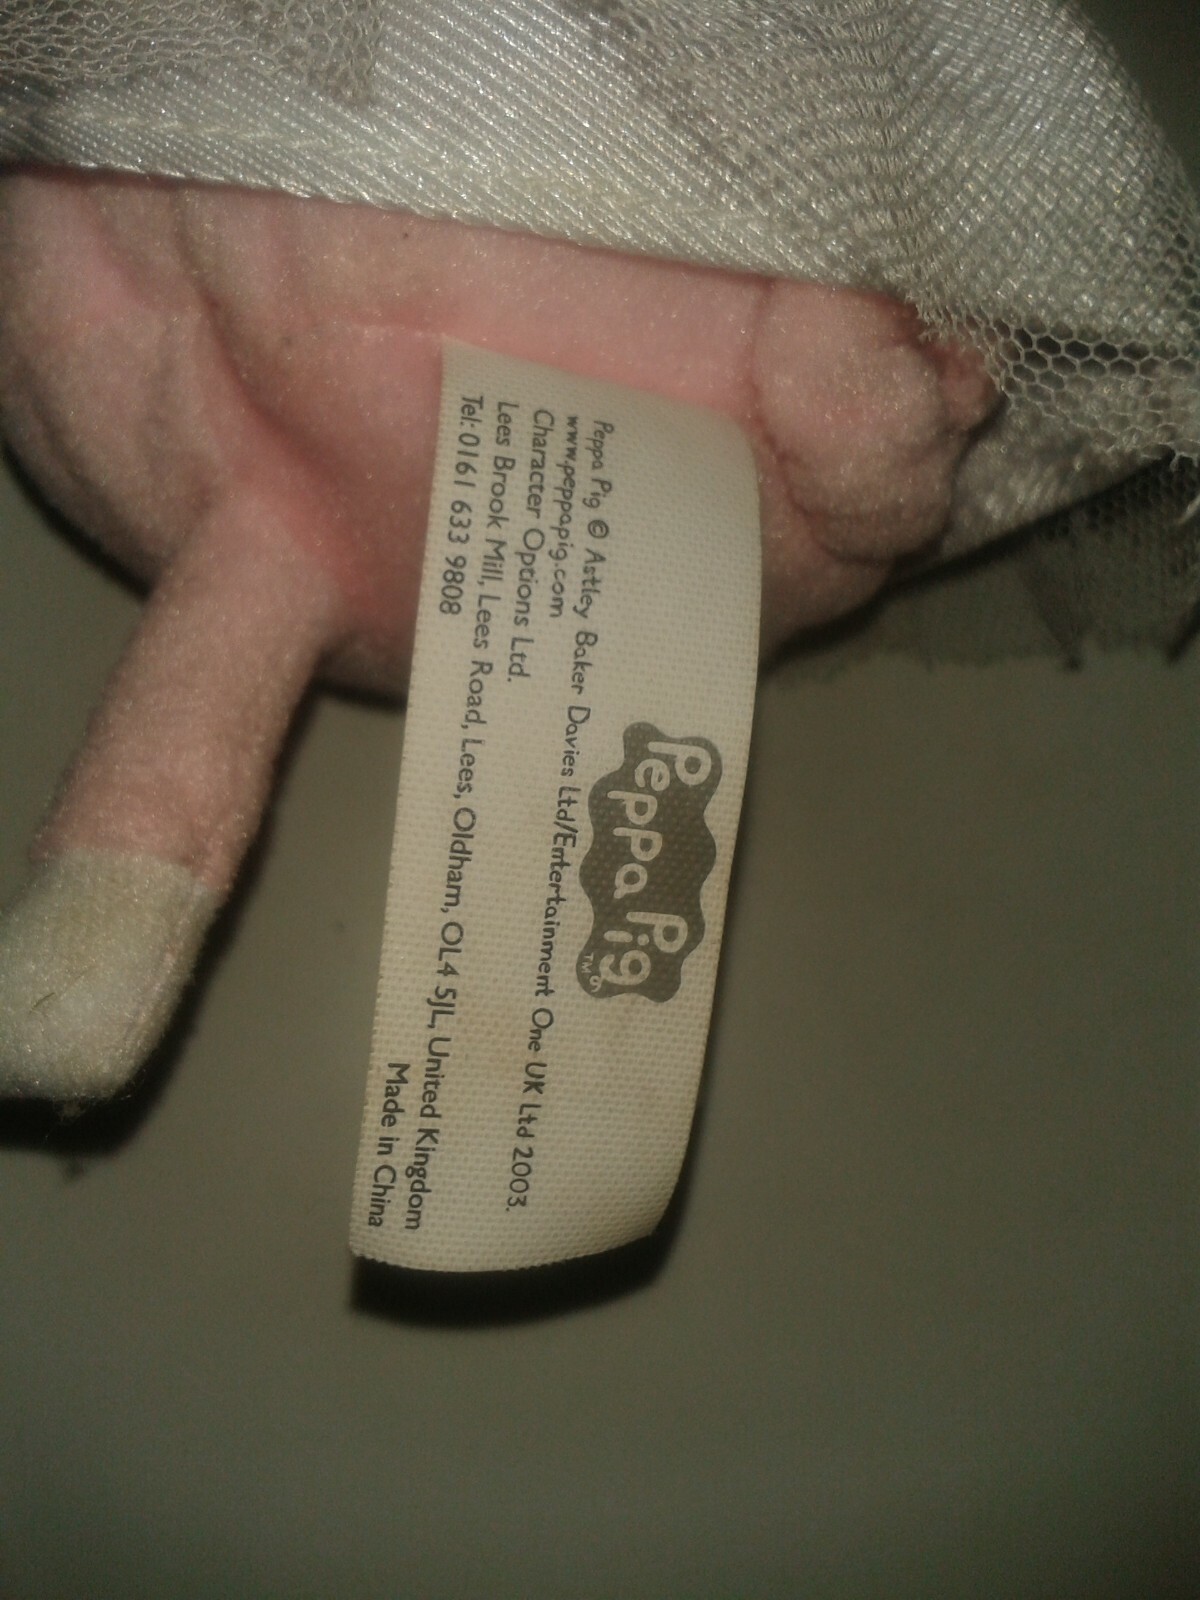 Peppa Pig
TM
Peppa Pig © Astley Baker Davies Ltd/Entertainment One UK Ltd 2003.
www.peppapig.com
Character Options Ltd.
Lees Brook Mill, Lees Road, Lees, Oldham, OL4 5JL, United Kingdom
Tel: 0161 633 9808
Made in China